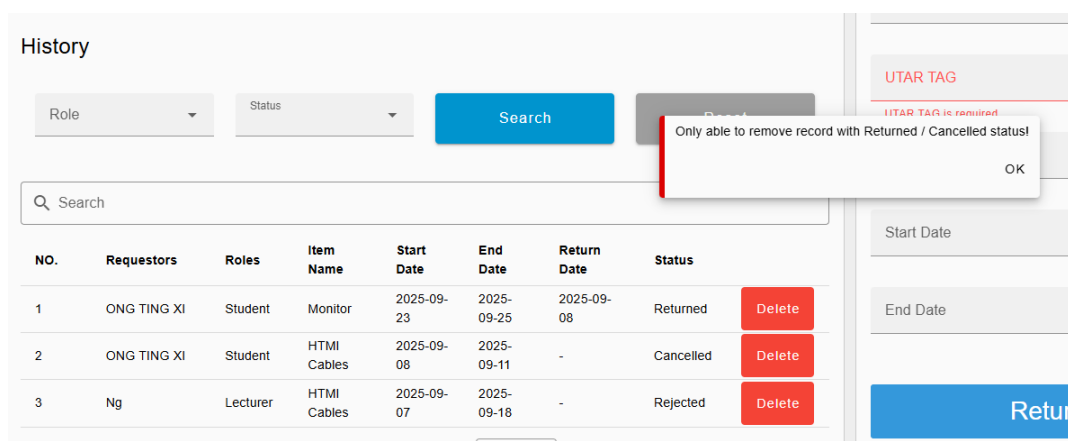 History
Role
Status
Search
UTAR TAG
UTAR TAG is required
Only able to remove record with Returned / Cancelled status!
OK
Search
Start Date
End Date
NO. Requestors Roles Item Name Start Date End Date Return Date Status
1 ONG TING XI Student Monitor 2025-09-23 2025-09-25 2025-09-08 Returned Delete
2 ONG TING XI Student HTMI Cables 2025-09-08 2025-09-11 - Cancelled Delete
3 Ng Lecturer HTMI Cables 2025-09-07 2025-09-18 - Rejected Delete